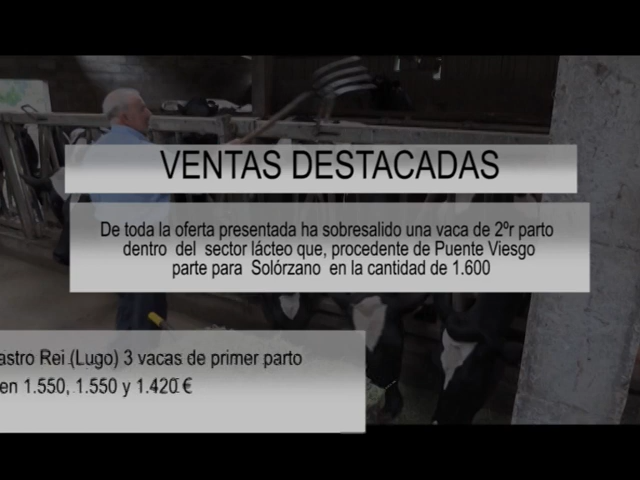 VENTAS DESTACADAS
De toda la oferta presentada ha sobresalido una vaca de 2ºr parto
dentro del sector lácteo que, procedente de Puente Viesgo
parte para Solórzano en la cantidad de 1.600
astro Rei (Lugo) 3 vacas de primer parto
en 1.550, 1.550 y 1.420 €